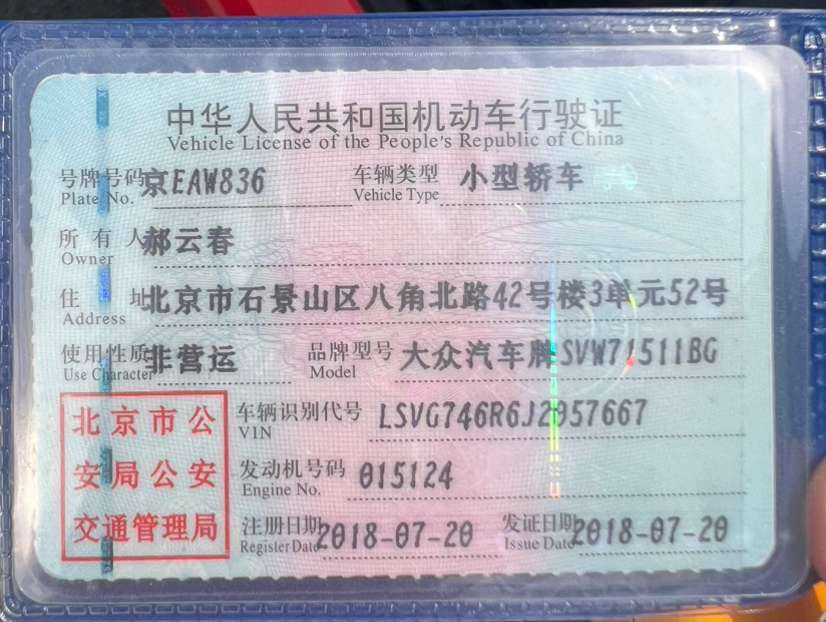 中华人民共和国机动车行驶证
Vehicle License of the People's Republic of China
号牌号码 京EAW836 车辆类型 小型轿车
Plate No. Vehicle Type
所有人 郝云春
Owner
住址 北京市石景山区八角北路42号楼3单元52号
Address
使用性质 非营运 品牌型号 大众汽车牌SVW71511BG
Use Character Model
北京市公安局公安交通管理局
车辆识别代号 LSVG746R6J2057667
VIN
发动机号码 015124
Engine No.
注册日期 2018-07-20 发证日期 2018-07-20
Register Date Issue Date